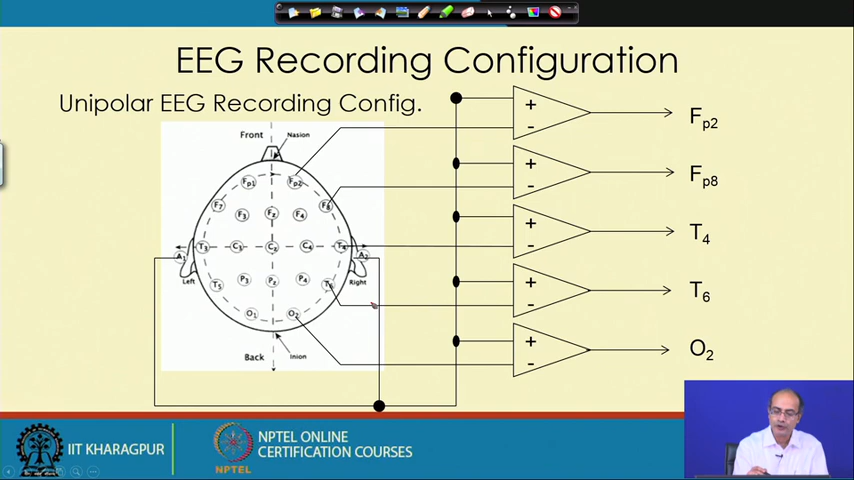 EEG Recording Configuration
Unipolar EEG Recording Config.
Front
Nasion
Fp1 Fp2
F7 F3 Fz F4 F8
A1 T3 C3 Cz C4 T4 A2
Left
T5 P3 Pz P4 T6
Right
O1 O2
Back
Inion
+
-
Fp2
+
-
Fp8
+
-
T4
+
-
T6
+
-
O2
IIT KHARAGPUR
NPTEL
NPTEL ONLINE
CERTIFICATION COURSES